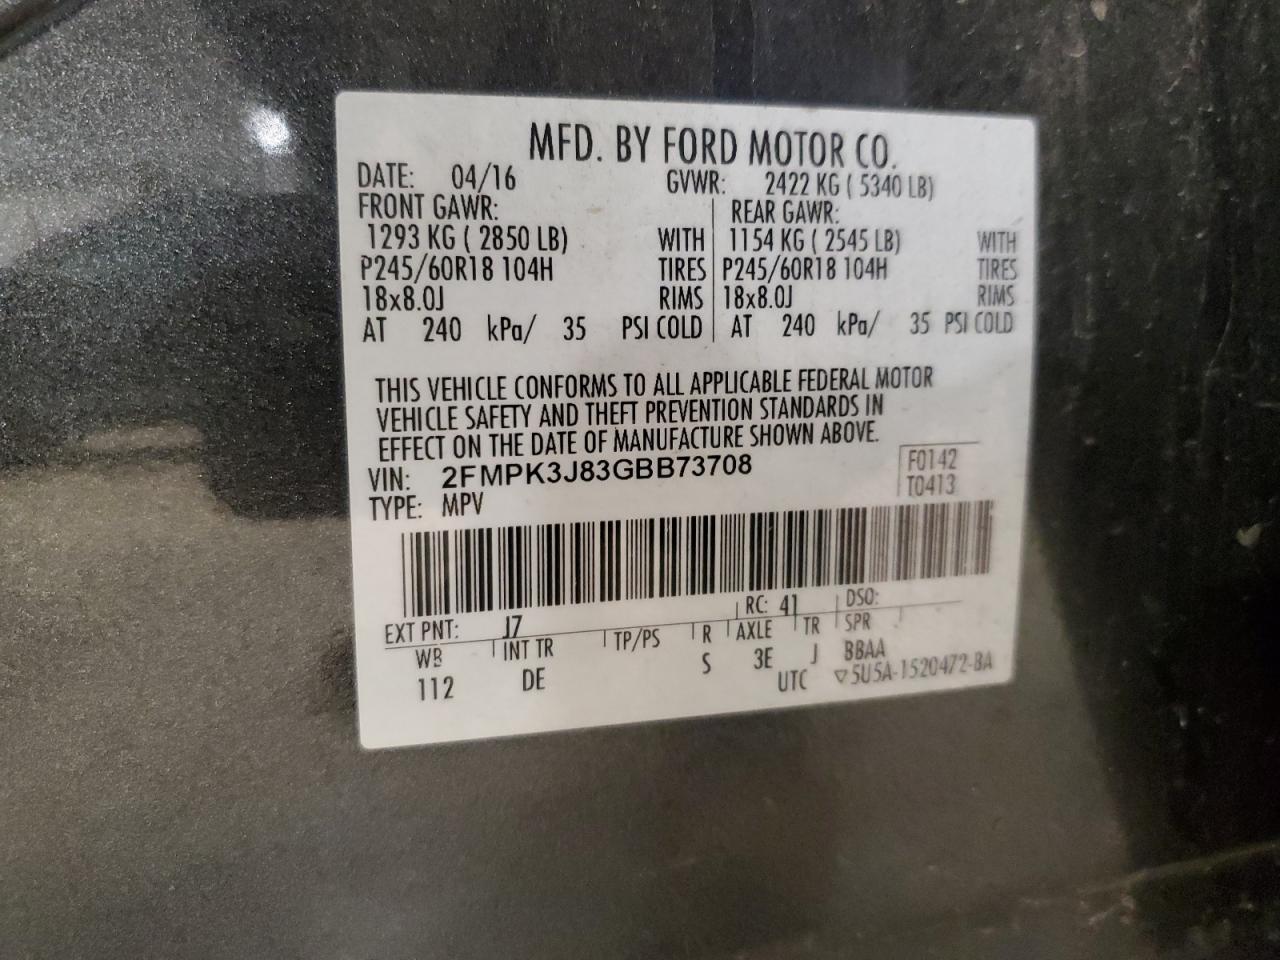 MFD. BY FORD MOTOR CO.
DATE: 04/16 GVWR: 2422 KG ( 5340 LB)
FRONT GAWR: REAR GAWR:
1293 KG ( 2850 LB) WITH 1154 KG ( 2545 LB) WITH
P245/60R18 104H TIRES P245/60R18 104H TIRES
18x8.0J RIMS 18x8.0J RIMS
AT 240 kPa/ 35 PSI COLD AT 240 kPa/ 35 PSI COLD
THIS VEHICLE CONFORMS TO ALL APPLICABLE FEDERAL MOTOR
VEHICLE SAFETY AND THEFT PREVENTION STANDARDS IN
EFFECT ON THE DATE OF MANUFACTURE SHOWN ABOVE.
VIN: 2FMPK3J83GBB73708 F0142
TYPE: MPV T0413
EXT PNT: J7 RC: 41 DSO:
WB INT TR TP/PS R AXLE TR SPR
112 DE S 3E J BBAA
UTC ▽5U5A-1520472-BA